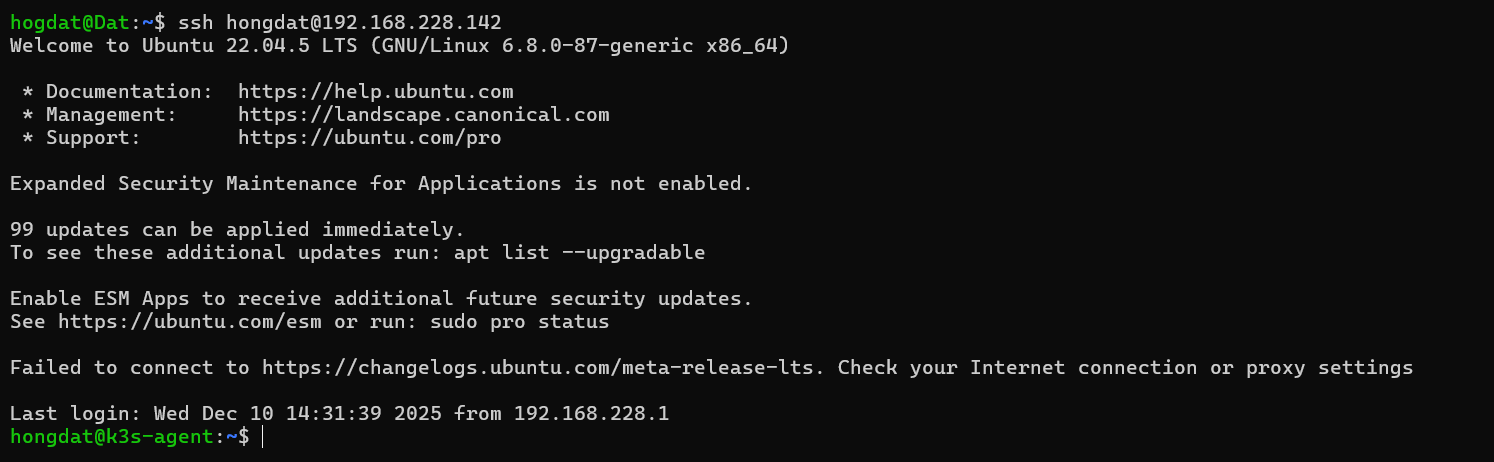 hogdat@Dat:~$ ssh hongdat@192.168.228.142
Welcome to Ubuntu 22.04.5 LTS (GNU/Linux 6.8.0-87-generic x86_64)
* Documentation:  https://help.ubuntu.com
* Management:     https://landscape.canonical.com
* Support:        https://ubuntu.com/pro
Expanded Security Maintenance for Applications is not enabled.
99 updates can be applied immediately.
To see these additional updates run: apt list --upgradable
Enable ESM Apps to receive additional future security updates.
See https://ubuntu.com/esm or run: sudo pro status
Failed to connect to https://changelogs.ubuntu.com/meta-release-lts. Check your Internet connection or proxy settings
Last login: Wed Dec 10 14:31:39 2025 from 192.168.228.1
hongdat@k3s-agent:~$